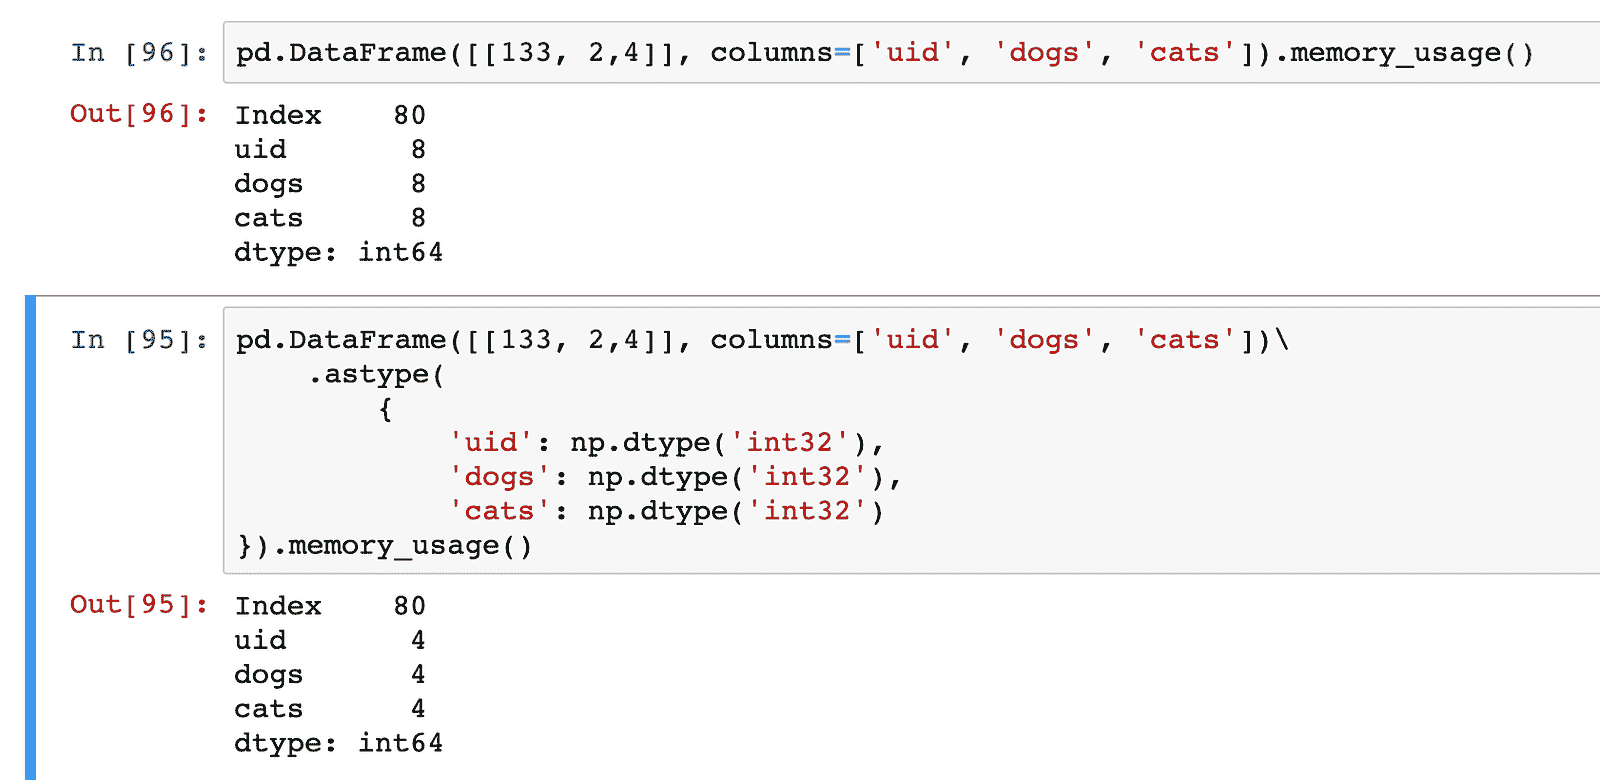 In [96]: pd.DataFrame([[133, 2,4]], columns=['uid', 'dogs', 'cats']).memory_usage()
Out[96]: Index    80
uid       8
dogs      8
cats      8
dtype: int64
In [95]: pd.DataFrame([[133, 2,4]], columns=['uid', 'dogs', 'cats'])\
.astype(
{
'uid': np.dtype('int32'),
'dogs': np.dtype('int32'),
'cats': np.dtype('int32')
}).memory_usage()
Out[95]: Index    80
uid       4
dogs      4
cats      4
dtype: int64